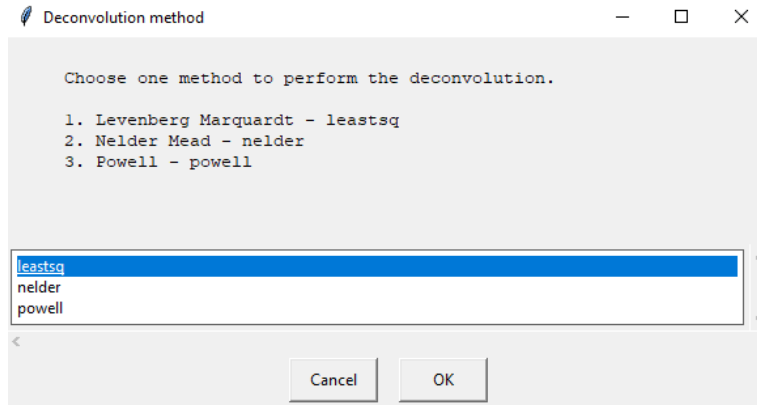 Deconvolution method
Choose one method to perform the deconvolution.
1. Levenberg Marquardt - leastsq
2. Nelder Mead - nelder
3. Powell - powell
leastsq
nelder
powell
Cancel OK